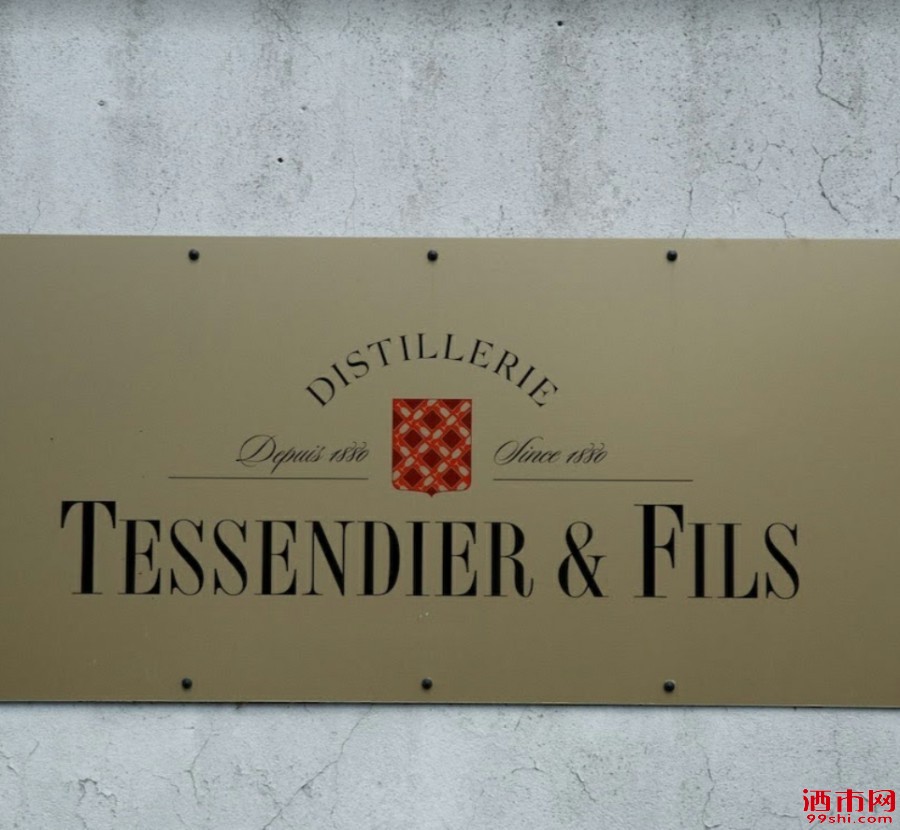 DISTILLERIE
Depuis 1880 Since 1880
TESSENDIER & FILS
酒市网
99shi.com